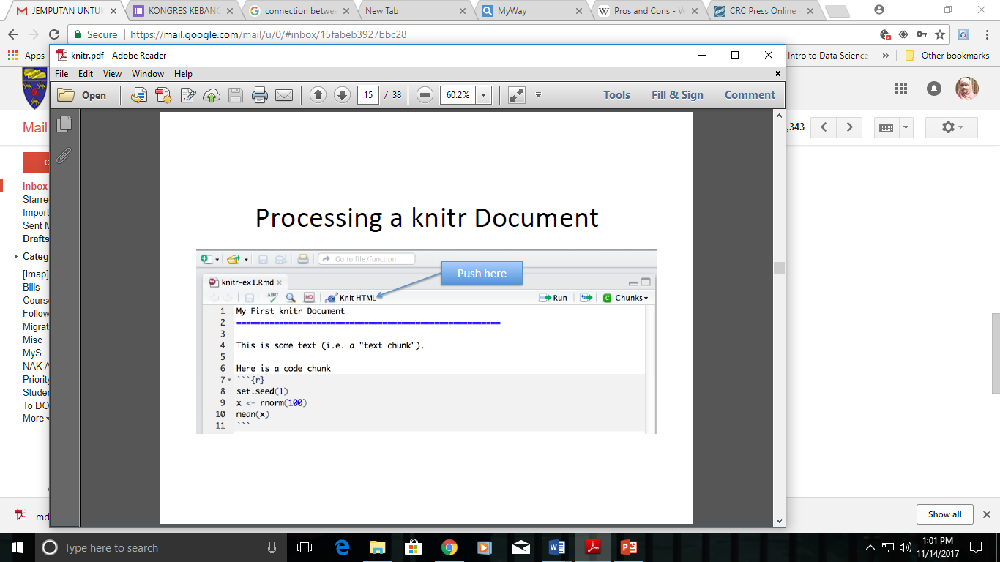 JEMPUTAN UNTUK
KONGRES KEBANG
connection betwee
New Tab
MyWay
Pros and Cons - W
CRC Press Online -
Secure
https://mail.google.com/mail/u/0/#inbox/15fabeb3927bbc28
Apps
Intro to Data Science
»
Other bookmarks
knitr.pdf - Adobe Reader
File Edit View Window Help
Open
15 / 38
60.2%
Tools
Fill & Sign
Comment
Mail
,343
C
Inbox
Starre
Import
Sent M
Drafts
Categ
[Imap]
Bills
Course
Follow
Migrat
Misc
MyS
NAK A
Priority
Studen
To DO
More
Processing a knitr Document
Go to file/function
Push here
knitr-ex1.Rmd
ABC
MD
Knit HTML
Run
C Chunks
1 My First knitr Document
2 =======================================================
3
4 This is some text (i.e. a "text chunk").
5
6 Here is a code chunk
7 ```{r}
8 set.seed(1)
9 x <- rnorm(100)
10 mean(x)
11 ```
md
Show all
Type here to search
1:01 PM
11/14/2017